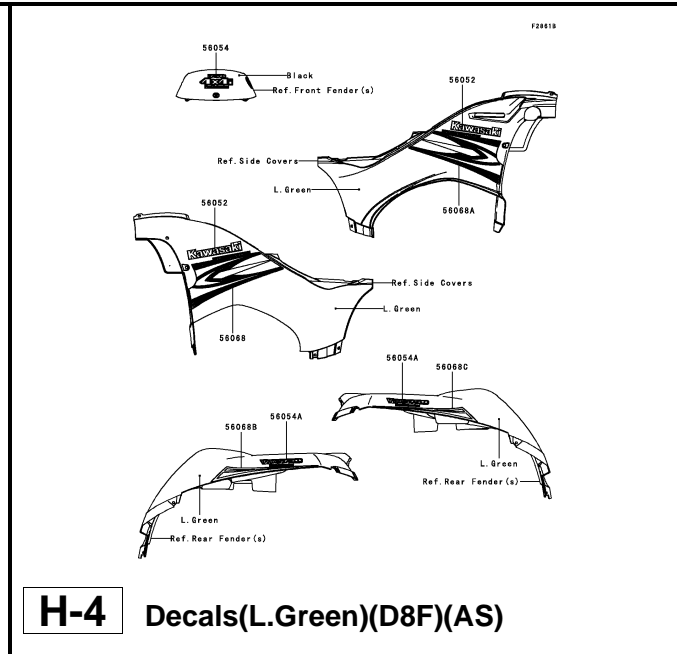 F2861B
56054
Black
Ref.Front Fender(s)
56052
Kawasaki
Ref.Side Covers
L.Green
56068A
56052
Kawasaki
Ref.Side Covers
L.Green
56068
56054A
56068C
L.Green
Ref.Rear Fender(s)
56068B
56054A
L.Green
Ref.Rear Fender(s)
H-4 Decals(L.Green)(D8F)(AS)